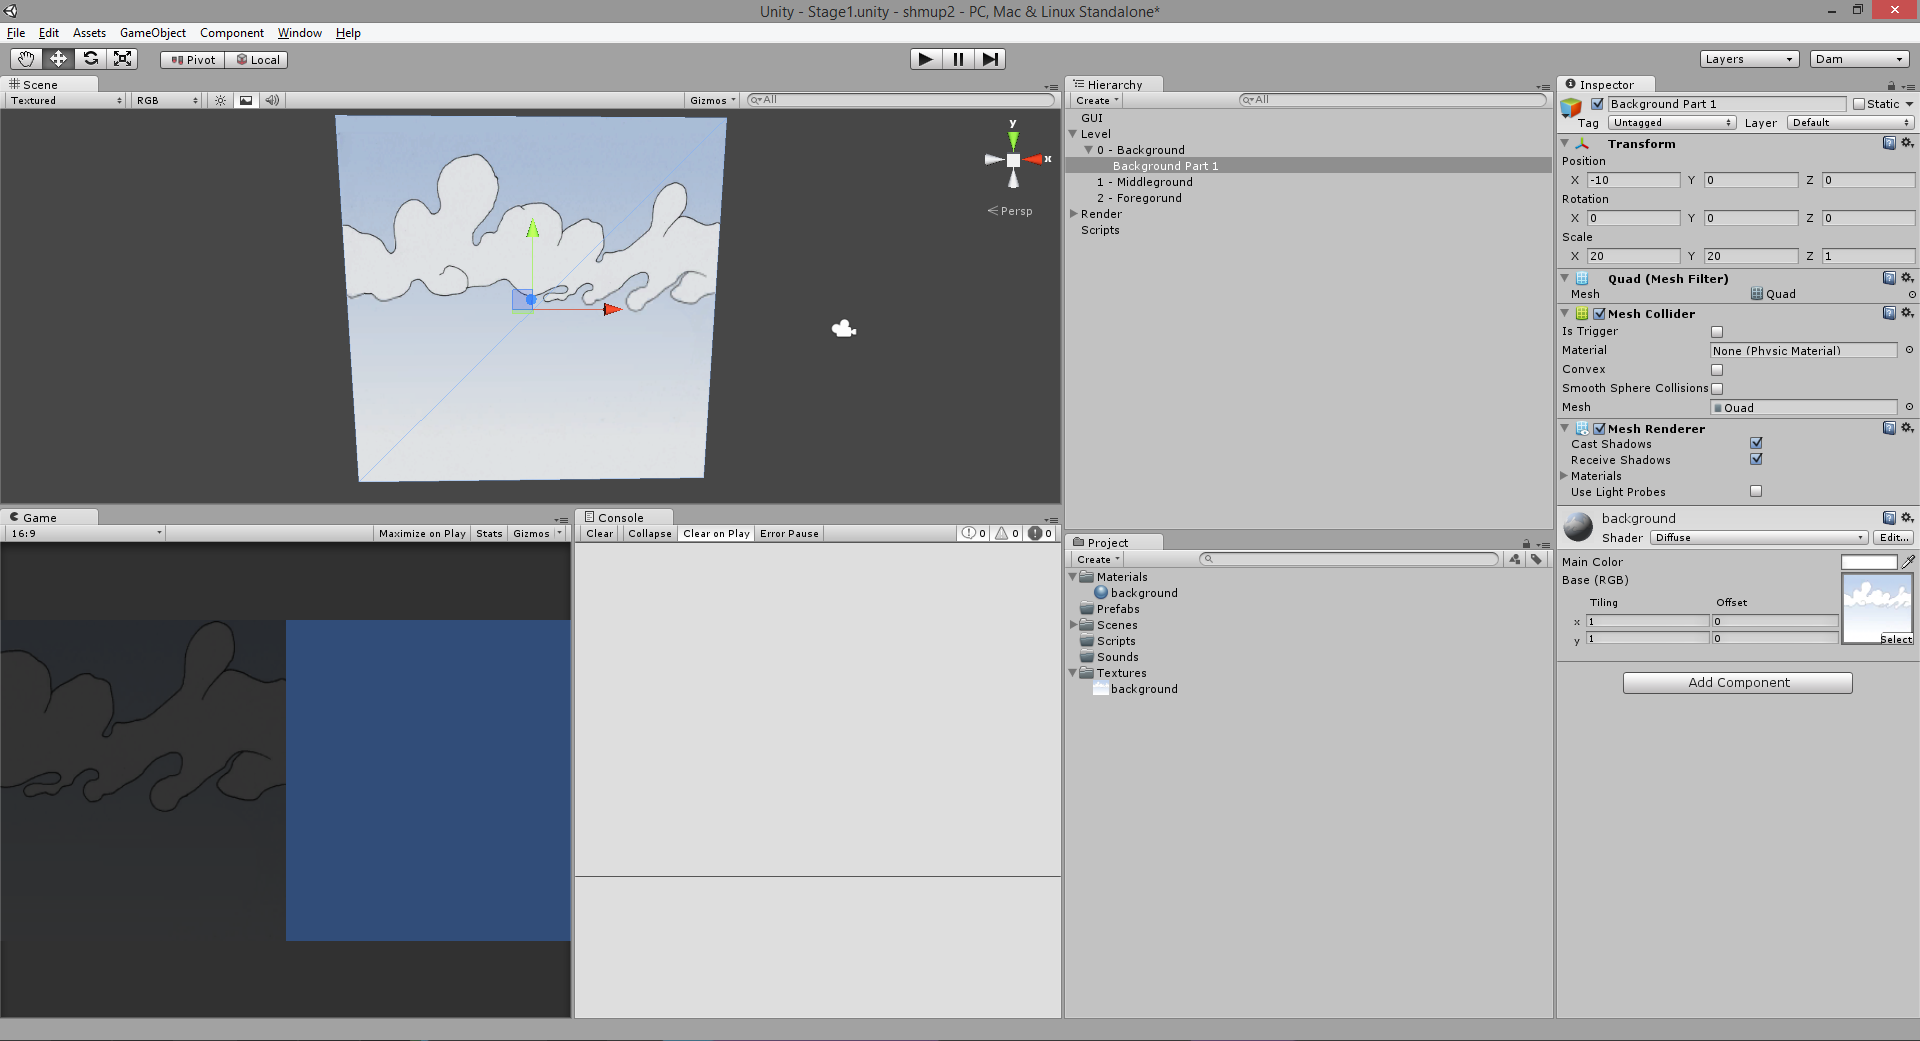 Unity - Stage1.unity - shmup2 - PC, Mac & Linux Standalone*
File Edit Assets GameObject Component Window Help
Pivot Local
Layers Dam
Scene
Textured RGB Gizmos All
y
x
Persp
Game
16:9 Maximize on Play Stats Gizmos
Console
Clear Collapse Clear on Play Error Pause 0 0 0
Hierarchy
Create All
GUI
Level
0 - Background
Background Part 1
1 - Middleground
2 - Foregorund
Render
Scripts
Project
Create
Materials
background
Prefabs
Scenes
Scripts
Sounds
Textures
background
Inspector
Background Part 1 Static
Tag Untagged Layer Default
Transform
Position
X -10 Y 0 Z 0
Rotation
X 0 Y 0 Z 0
Scale
X 20 Y 20 Z 1
Quad (Mesh Filter)
Mesh Quad
Mesh Collider
Is Trigger
Material None (Physic Material)
Convex
Smooth Sphere Collisions
Mesh Quad
Mesh Renderer
Cast Shadows
Receive Shadows
Materials
Use Light Probes
background
Shader Diffuse Edit...
Main Color
Base (RGB)
Tiling Offset
x 1 0
y 1 0
Select
Add Component